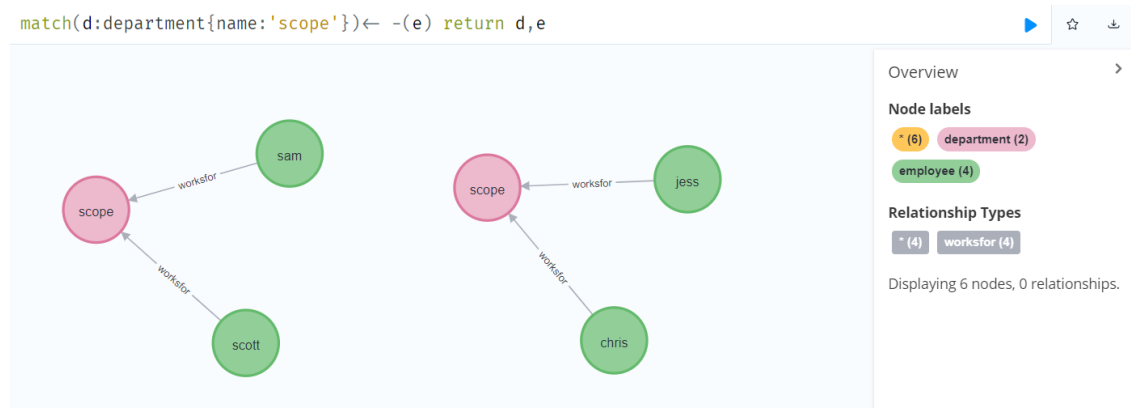 match(d:department{name:'scope'})← -(e) return d,e
Overview
Node labels
* (6) department (2)
employee (4)
Relationship Types
* (4) worksfor (4)
Displaying 6 nodes, 0 relationships.
sam
worksfor
scope
worksfor
scott
scope
worksfor
jess
worksfor
chris